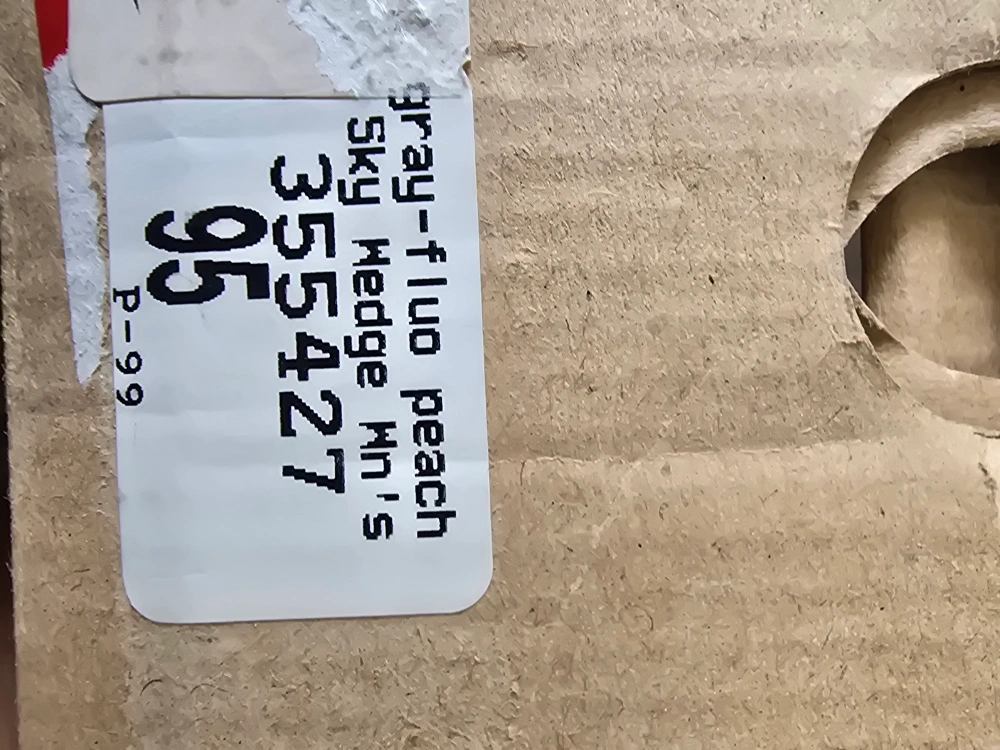 gray-fluo peach
Sky Wedge Wn's
355427
95
P-99